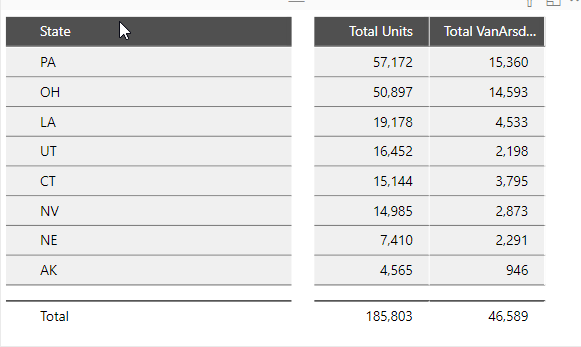 State Total Units Total VanArsd...
PA 57,172 15,360
OH 50,897 14,593
LA 19,178 4,533
UT 16,452 2,198
CT 15,144 3,795
NV 14,985 2,873
NE 7,410 2,291
AK 4,565 946
Total 185,803 46,589